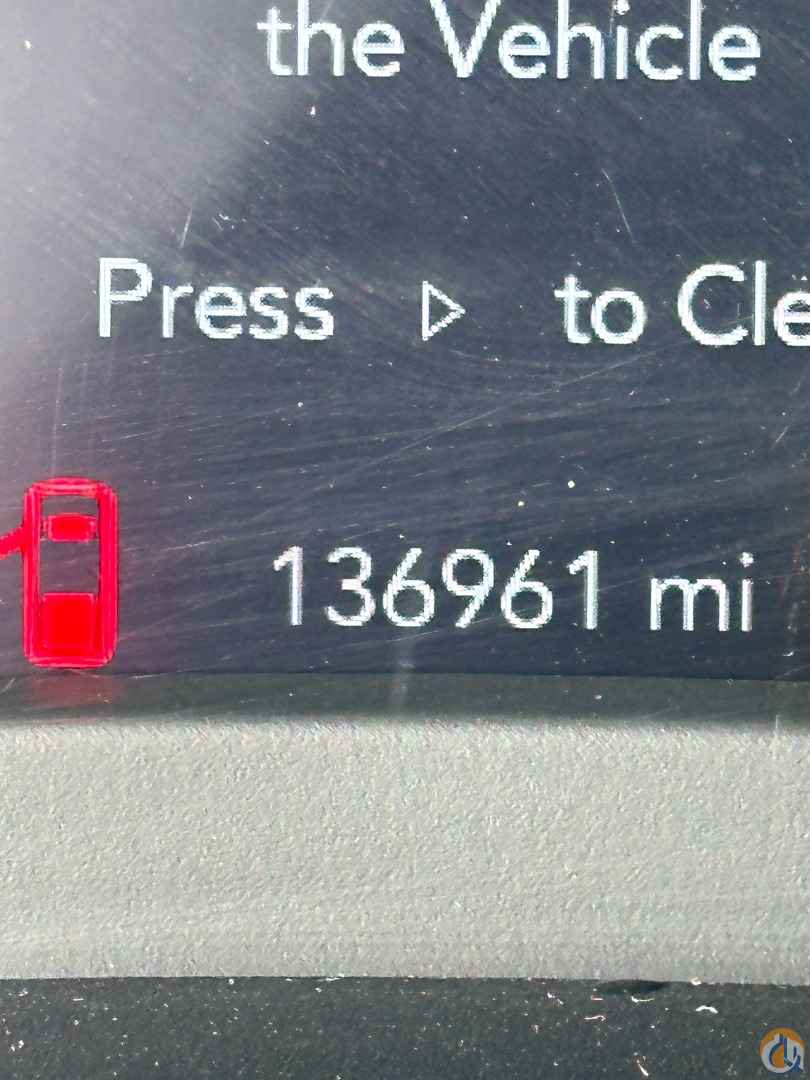 the Vehicle
Press ▷ to Cle
136961 mi